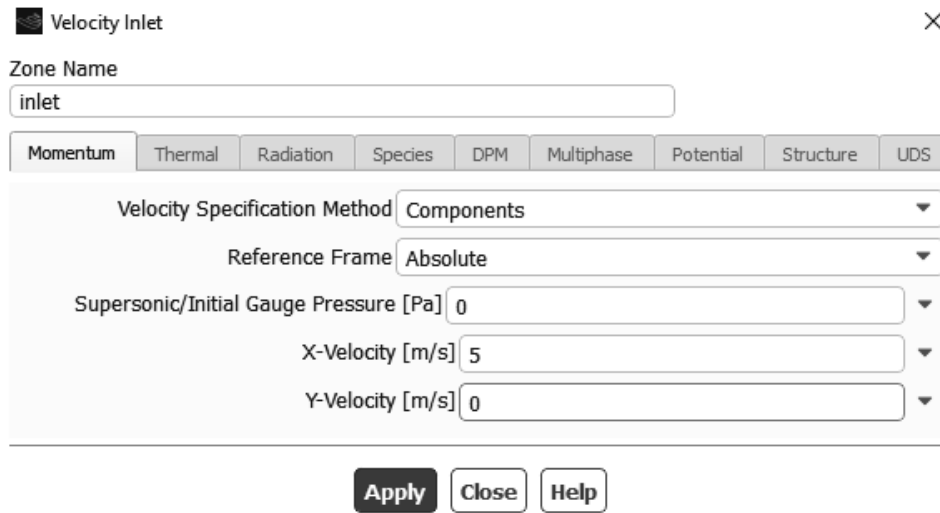 Velocity Inlet
Zone Name
inlet
Momentum Thermal Radiation Species DPM Multiphase Potential Structure UDS
Velocity Specification Method Components
Reference Frame Absolute
Supersonic/Initial Gauge Pressure [Pa] 0
X-Velocity [m/s] 5
Y-Velocity [m/s] 0
Apply Close Help